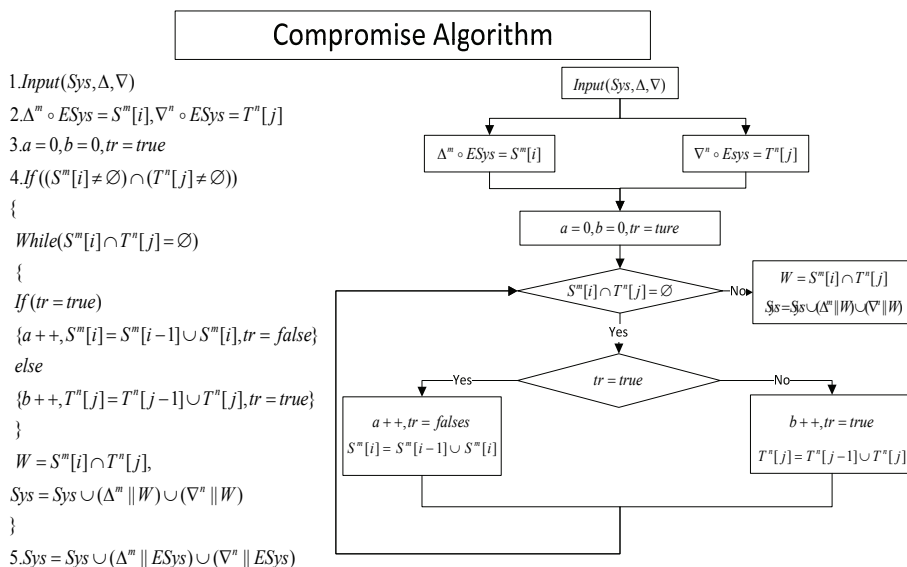 Compromise Algorithm
1.Input(Sys,Δ,∇)
2.Δ^m ∘ ESys = S^m[i],∇^n ∘ ESys = T^n[j]
3.a = 0,b = 0,tr = true
4.If((S^m[i] ≠ ∅) ∩ (T^n[j] ≠ ∅))
{
While(S^m[i] ∩ T^n[j] = ∅)
{
If(tr = true)
{a + +,S^m[i] = S^m[i − 1] ∪ S^m[i],tr = false}
else
{b + +,T^n[j] = T^n[j − 1] ∪ T^n[j],tr = true}
}
W = S^m[i] ∩ T^n[j],
Sys = Sys ∪ (Δ^m || W) ∪ (∇^n || W)
}
5.Sys = Sys ∪ (Δ^m || ESys) ∪ (∇^n || ESys)
Input(Sys,Δ,∇)
Δ^m ∘ ESys = S^m[i]
∇^n ∘ Esys = T^n[j]
a = 0,b = 0,tr = ture
S^m[i] ∩ T^n[j] = ∅
No
W = S^m[i] ∩ T^n[j]
Sys = Sys ∪ (Δ^m || W) ∪ (∇^n || W)
Yes
tr = true
Yes
No
a + +,tr = falses
S^m[i] = S^m[i − 1] ∪ S^m[i]
b + +,tr = true
T^n[j] = T^n[j − 1] ∪ T^n[j]